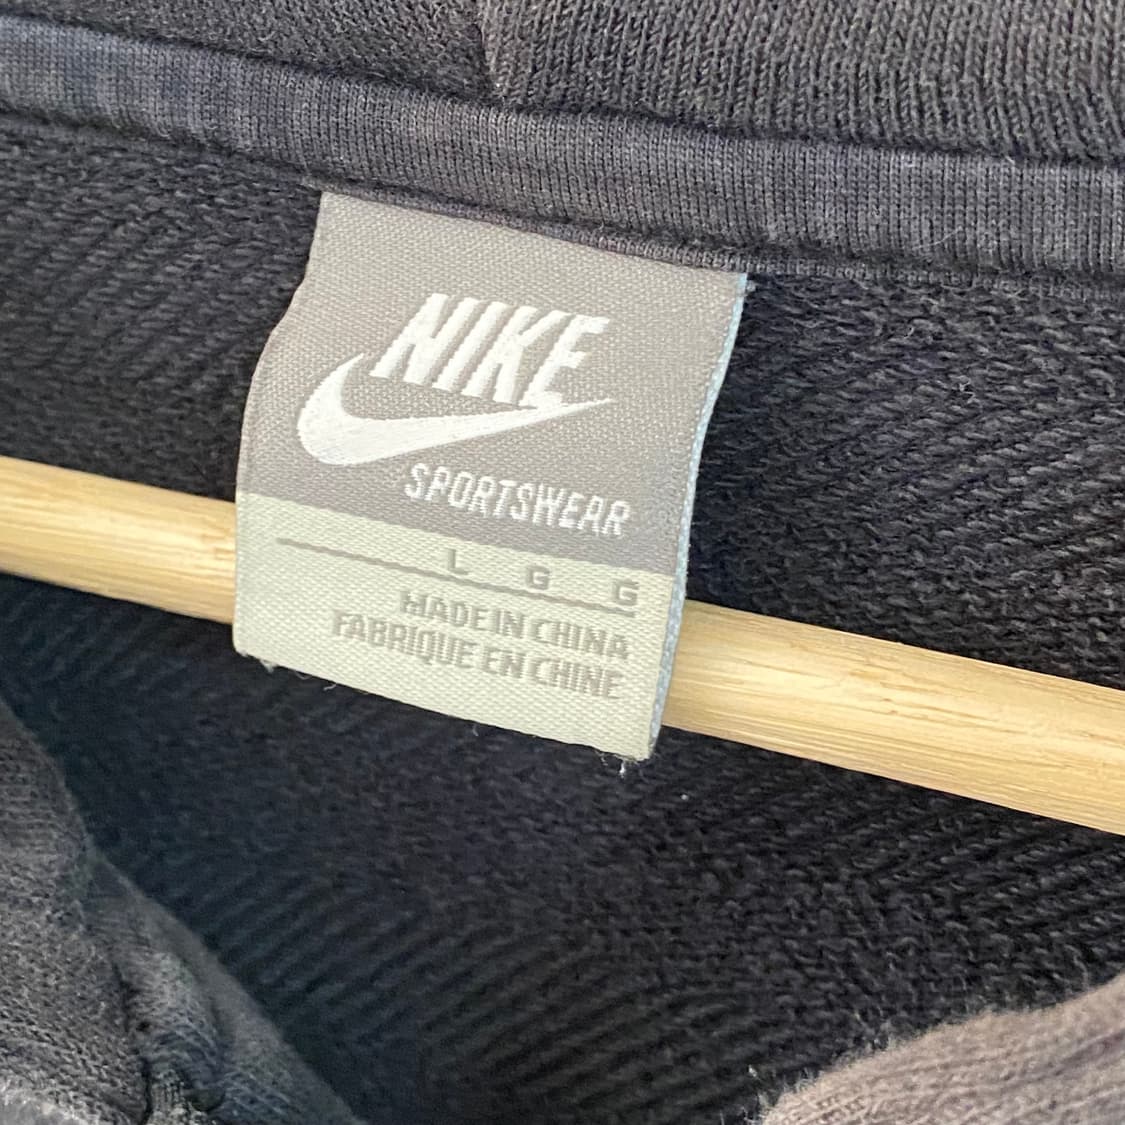 NIKE
SPORTSWEAR
L G G
MADE IN CHINA
FABRIQUE EN CHINE